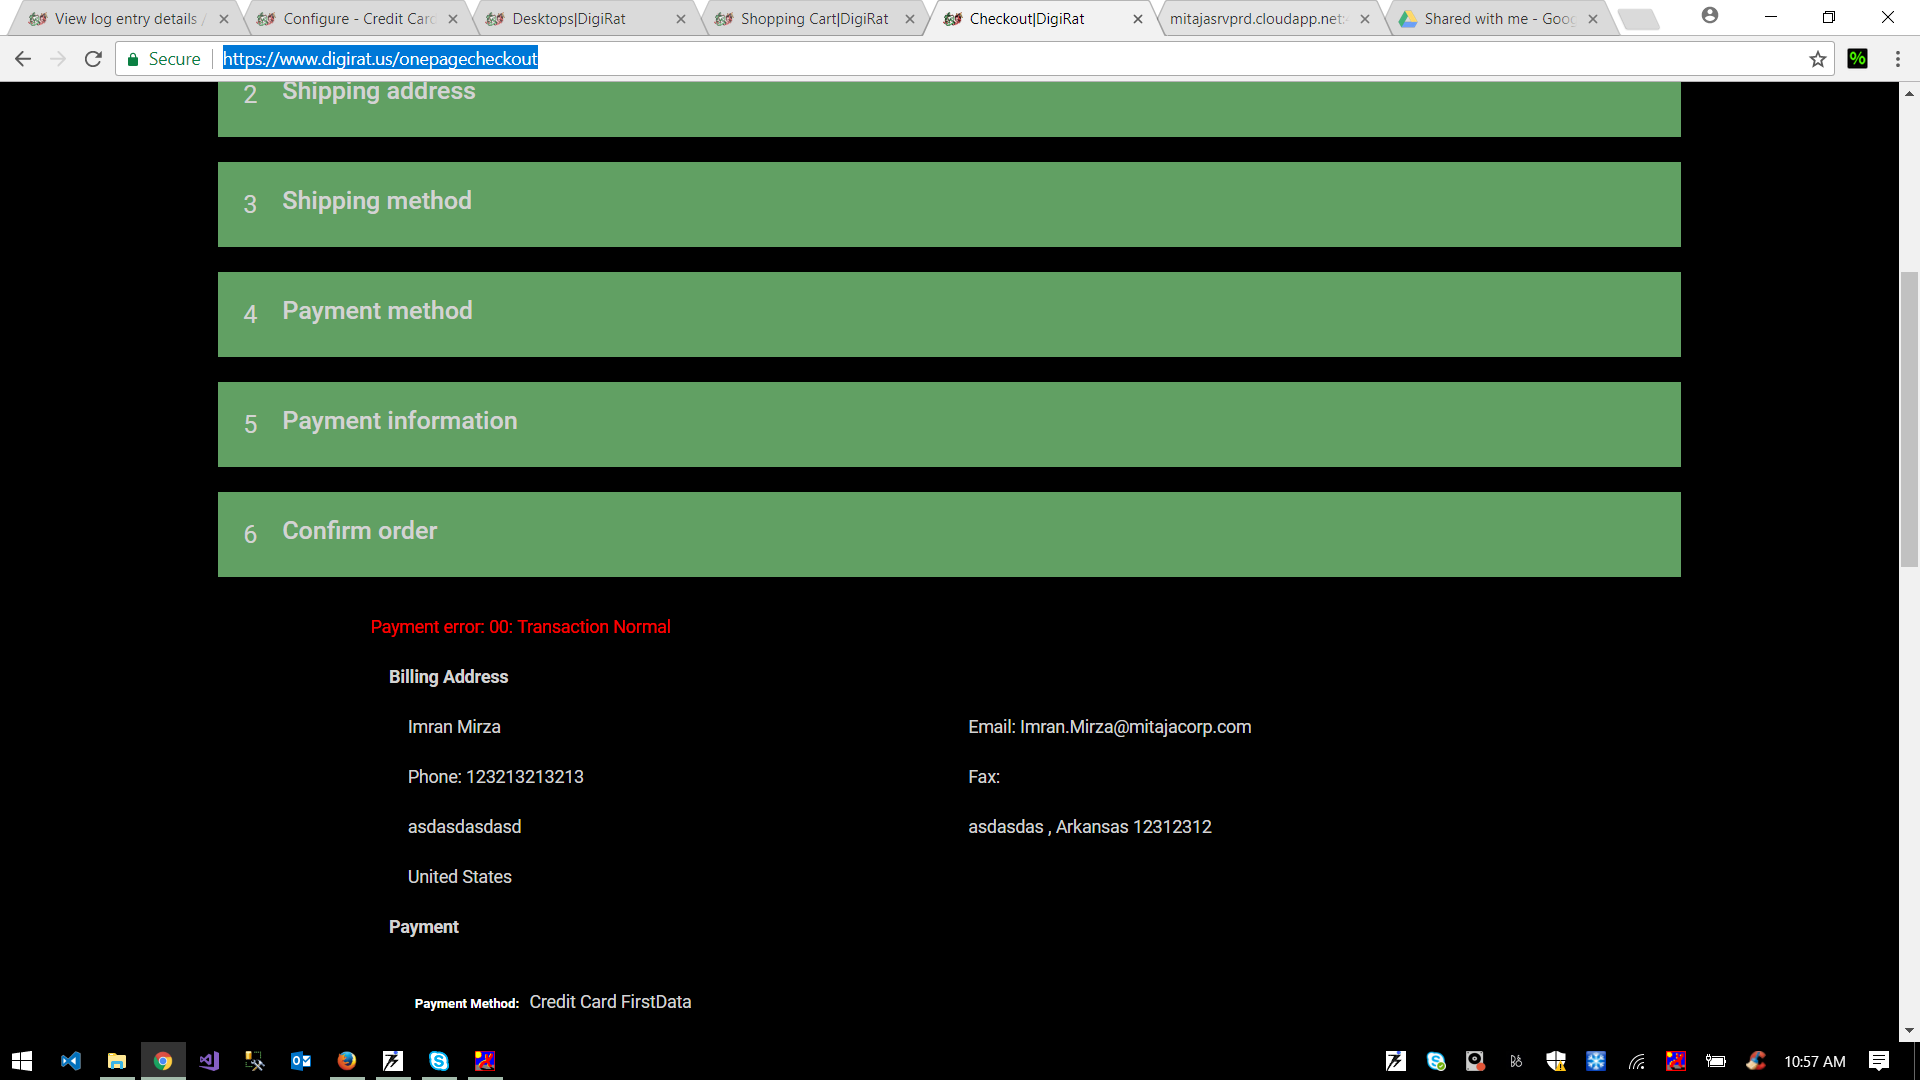 View log entry details /
Configure - Credit Card
Desktops|DigiRat
Shopping Cart|DigiRat
Checkout|DigiRat
mitajasrvprd.cloudapp.net:
Shared with me - Goog
Secure
https://www.digirat.us/onepagecheckout
%
2 Shipping address
3 Shipping method
4 Payment method
5 Payment information
6 Confirm order
Payment error: 00: Transaction Normal
Billing Address
Imran Mirza
Email: Imran.Mirza@mitajacorp.com
Phone: 123213213213
Fax:
asdasdasdasd
asdasdas , Arkansas 12312312
United States
Payment
Payment Method: Credit Card FirstData
10:57 AM